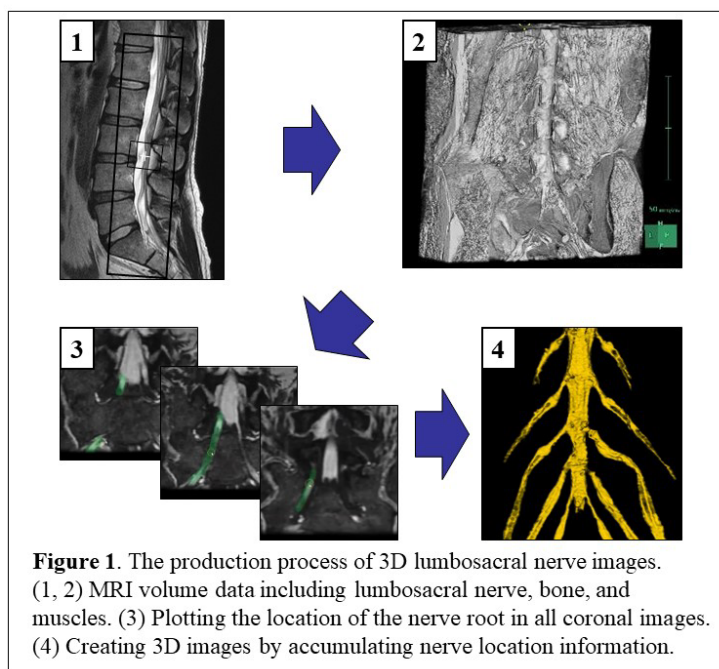 1
2
3
4
Figure 1. The production process of 3D lumbosacral nerve images.
(1, 2) MRI volume data including lumbosacral nerve, bone, and
muscles. (3) Plotting the location of the nerve root in all coronal images.
(4) Creating 3D images by accumulating nerve location information.